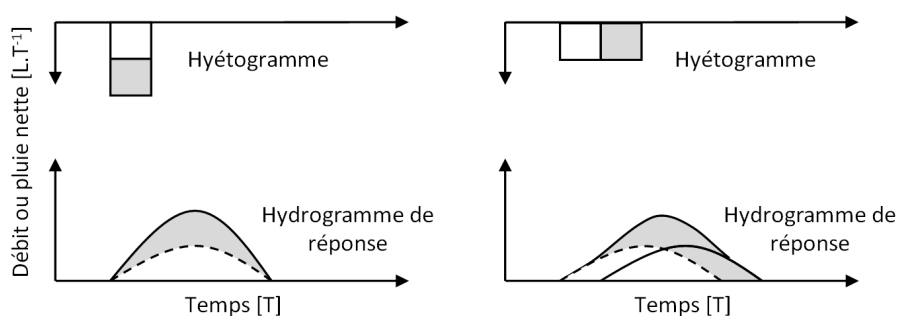 Débit ou pluie nette [L.T-1]
Hyétogramme
Hydrogramme de
réponse
Temps [T]
Hyétogramme
Hydrogramme de
réponse
Temps [T]